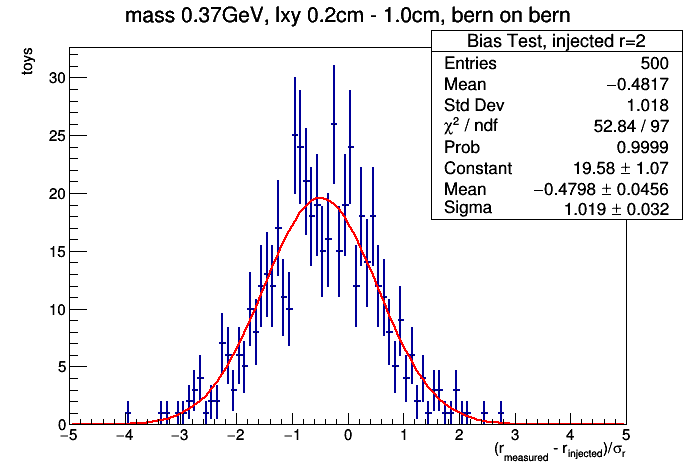 mass 0.37GeV, lxy 0.2cm - 1.0cm, bern on bern
Bias Test, injected r=2
Entries 500
Mean −0.4817
Std Dev 1.018
χ² / ndf 52.84 / 97
Prob 0.9999
Constant 19.58 ± 1.07
Mean −0.4798 ± 0.0456
Sigma 1.019 ± 0.032
toys
30
25
20
15
10
5
0
−5 −4 −3 −2 −1 0 1 2 3 4 5
(r_measured - r_injected)/σ_r